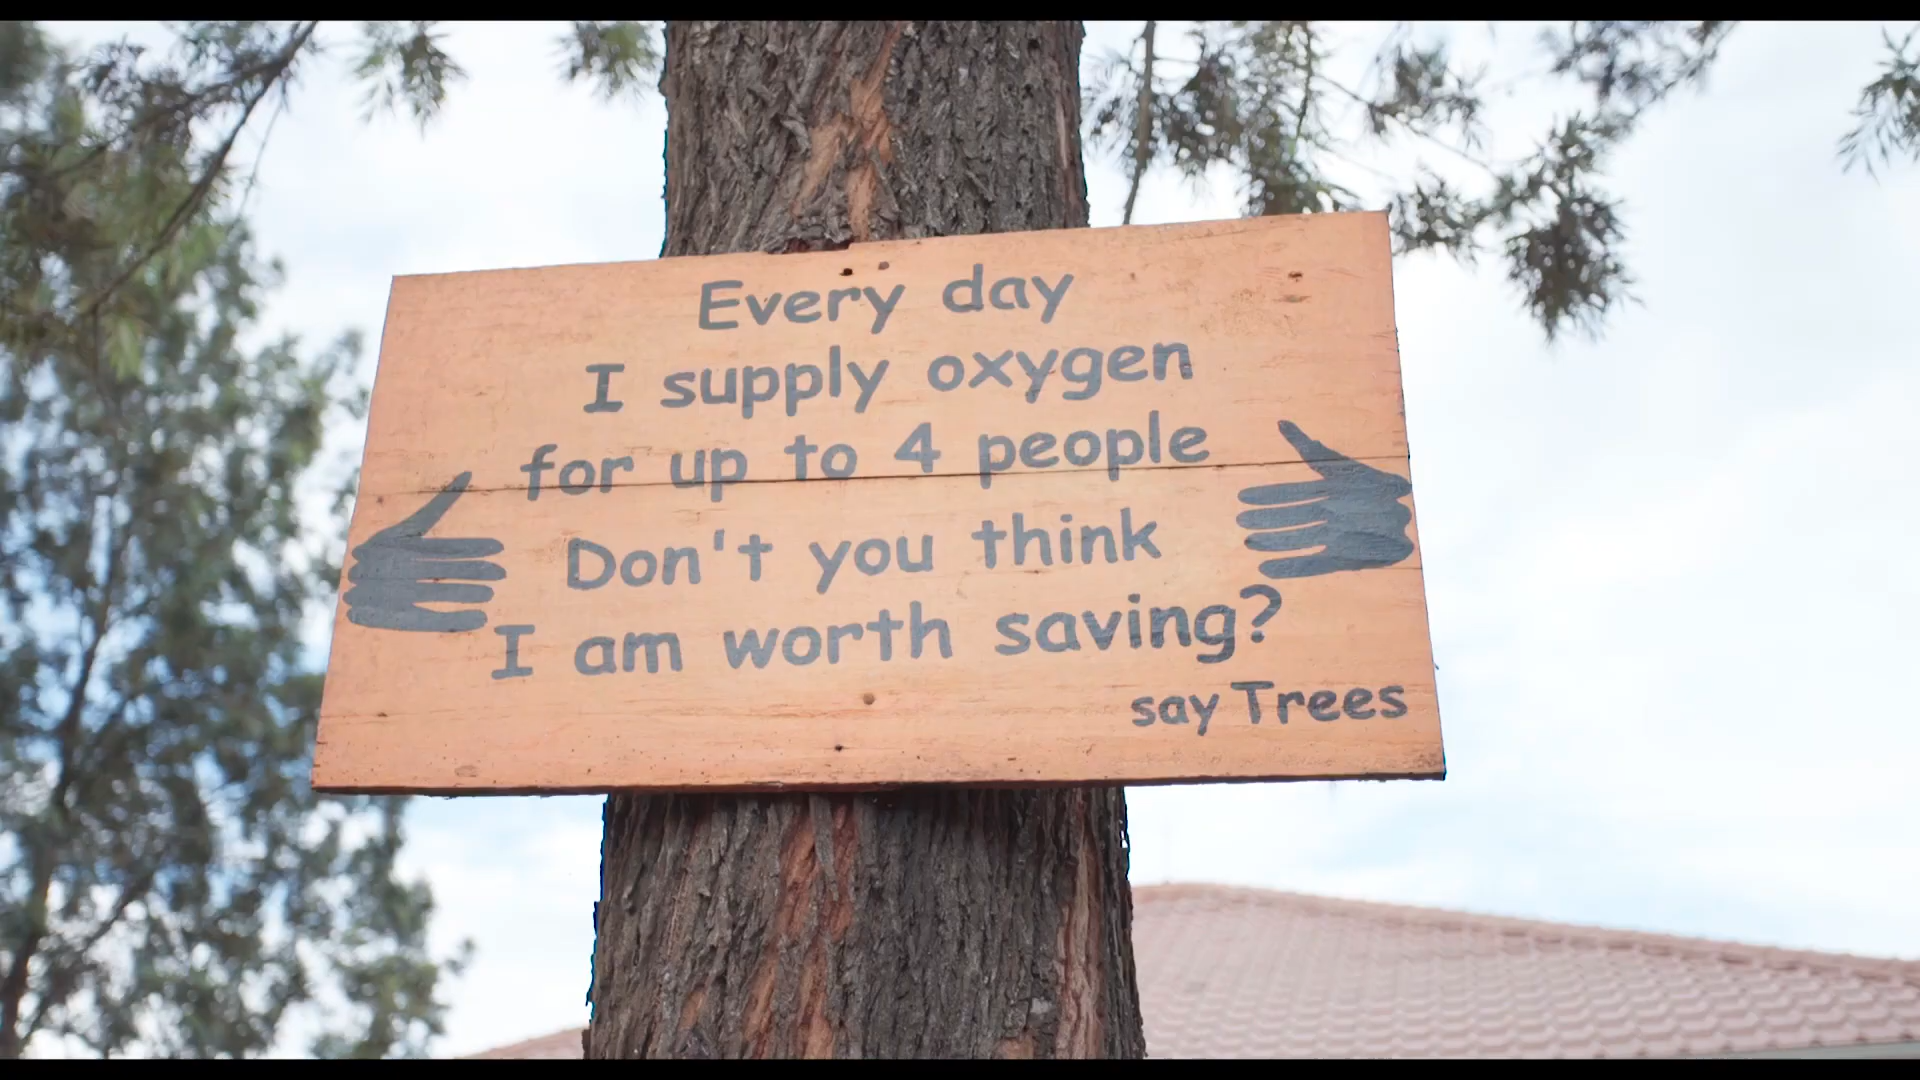 Every day
I supply oxygen
for up to 4 people
Don't you think
I am worth saving?
say Trees